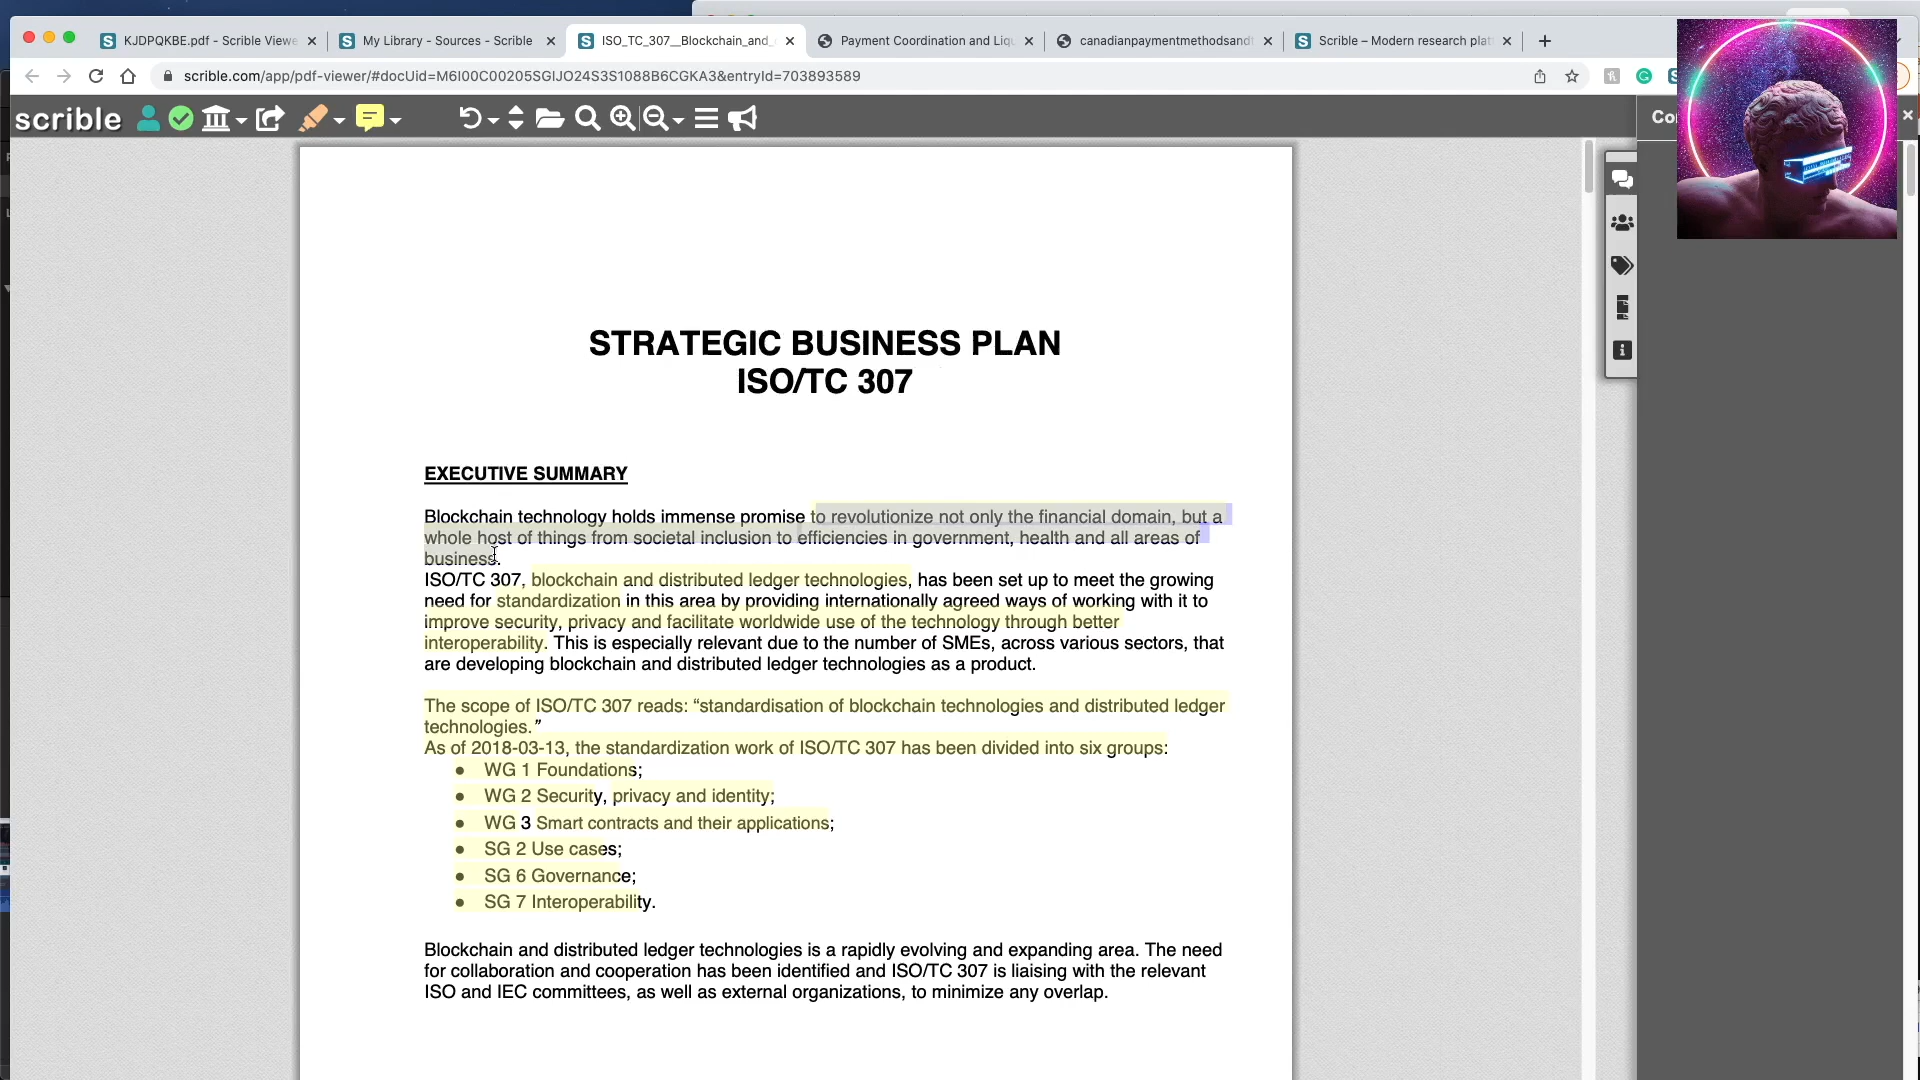 KJDPQKBE.pdf - Scrible Viewe
My Library - Sources - Scrible
ISO_TC_307__Blockchain_and_
Payment Coordination and Liqu
canadianpaymentmethodsandt
Scrible – Modern research plat
scrible.com/app/pdf-viewer/#docUid=M6I00C00205SGIJO24S3S1088B6CGKA3&entryId=703893589
scrible
STRATEGIC BUSINESS PLAN
ISO/TC 307
EXECUTIVE SUMMARY
Blockchain technology holds immense promise to revolutionize not only the financial domain, but a
whole host of things from societal inclusion to efficiencies in government, health and all areas of
business.
ISO/TC 307, blockchain and distributed ledger technologies, has been set up to meet the growing
need for standardization in this area by providing internationally agreed ways of working with it to
improve security, privacy and facilitate worldwide use of the technology through better
interoperability. This is especially relevant due to the number of SMEs, across various sectors, that
are developing blockchain and distributed ledger technologies as a product.
The scope of ISO/TC 307 reads: “standardisation of blockchain technologies and distributed ledger
technologies.”
As of 2018-03-13, the standardization work of ISO/TC 307 has been divided into six groups:
● WG 1 Foundations;
● WG 2 Security, privacy and identity;
● WG 3 Smart contracts and their applications;
● SG 2 Use cases;
● SG 6 Governance;
● SG 7 Interoperability.
Blockchain and distributed ledger technologies is a rapidly evolving and expanding area. The need
for collaboration and cooperation has been identified and ISO/TC 307 is liaising with the relevant
ISO and IEC committees, as well as external organizations, to minimize any overlap.